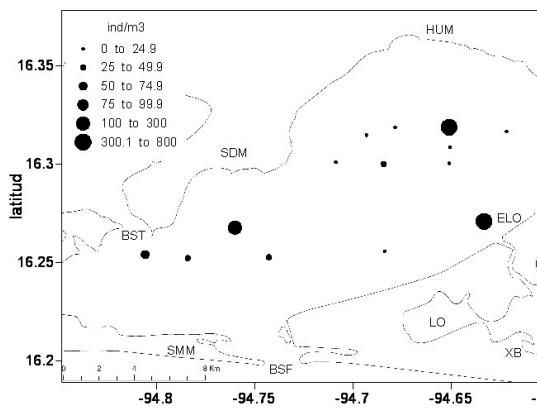 ind/m3
0 to 24.9
25 to 49.9
50 to 74.9
75 to 99.9
100 to 300
300.1 to 800
HUM
SDM
BST
ELO
LO
XB
SMM
BSF
latitud
16.35
16.3
16.25
16.2
0 2 4 8 Km
-94.8 -94.75 -94.7 -94.65 -94.6